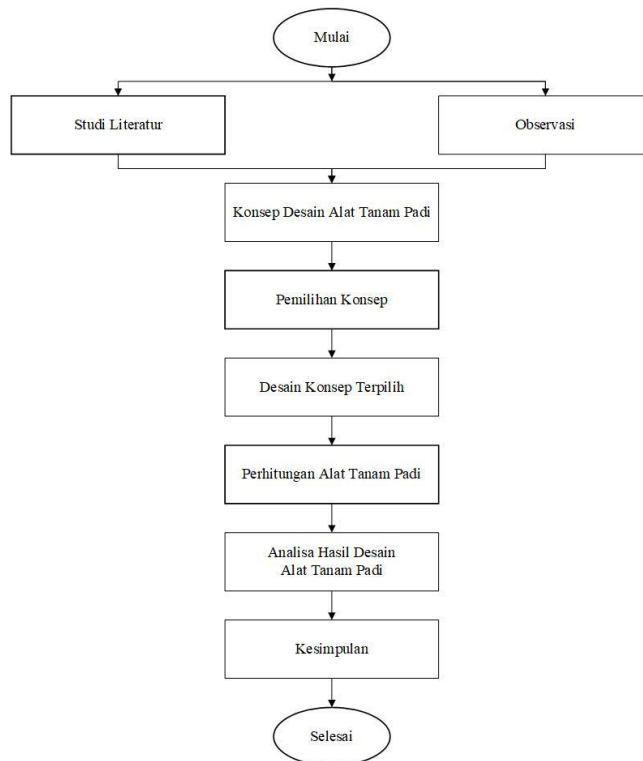 Mulai
Studi Literatur
Observasi
Konsep Desain Alat Tanam Padi
Pemilihan Konsep
Desain Konsep Terpilih
Perhitungan Alat Tanam Padi
Analisa Hasil Desain
Alat Tanam Padi
Kesimpulan
Selesai